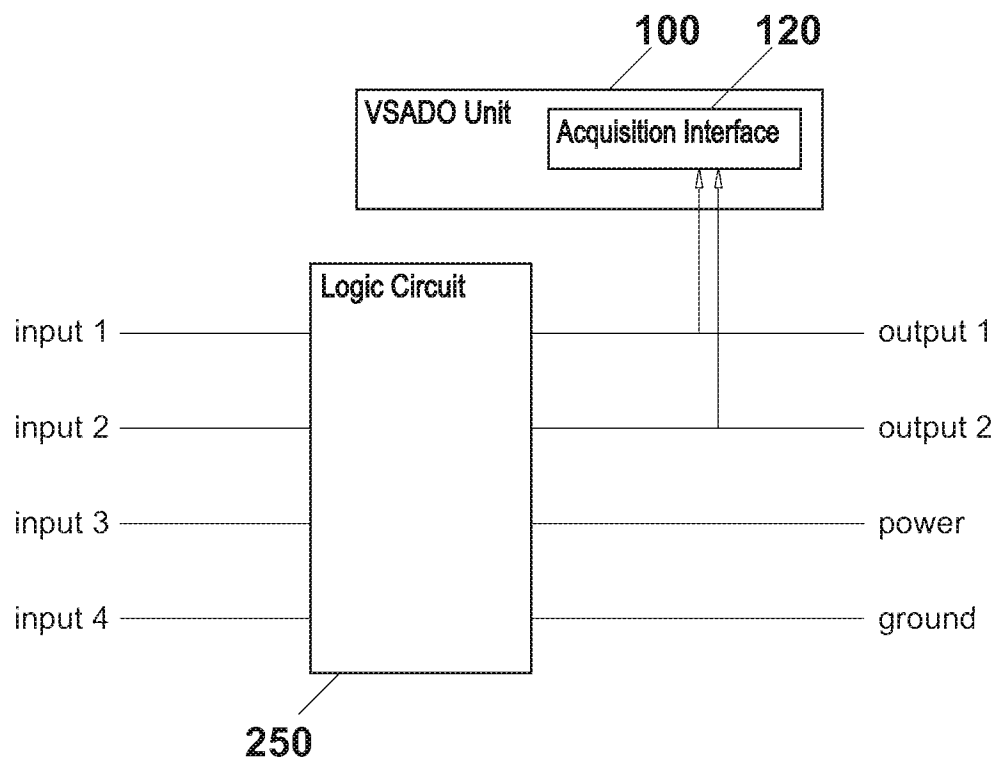 100 120
VSADO Unit
Acquisition Interface
Logic Circuit
input 1
output 1
input 2
output 2
input 3
power
input 4
ground
250